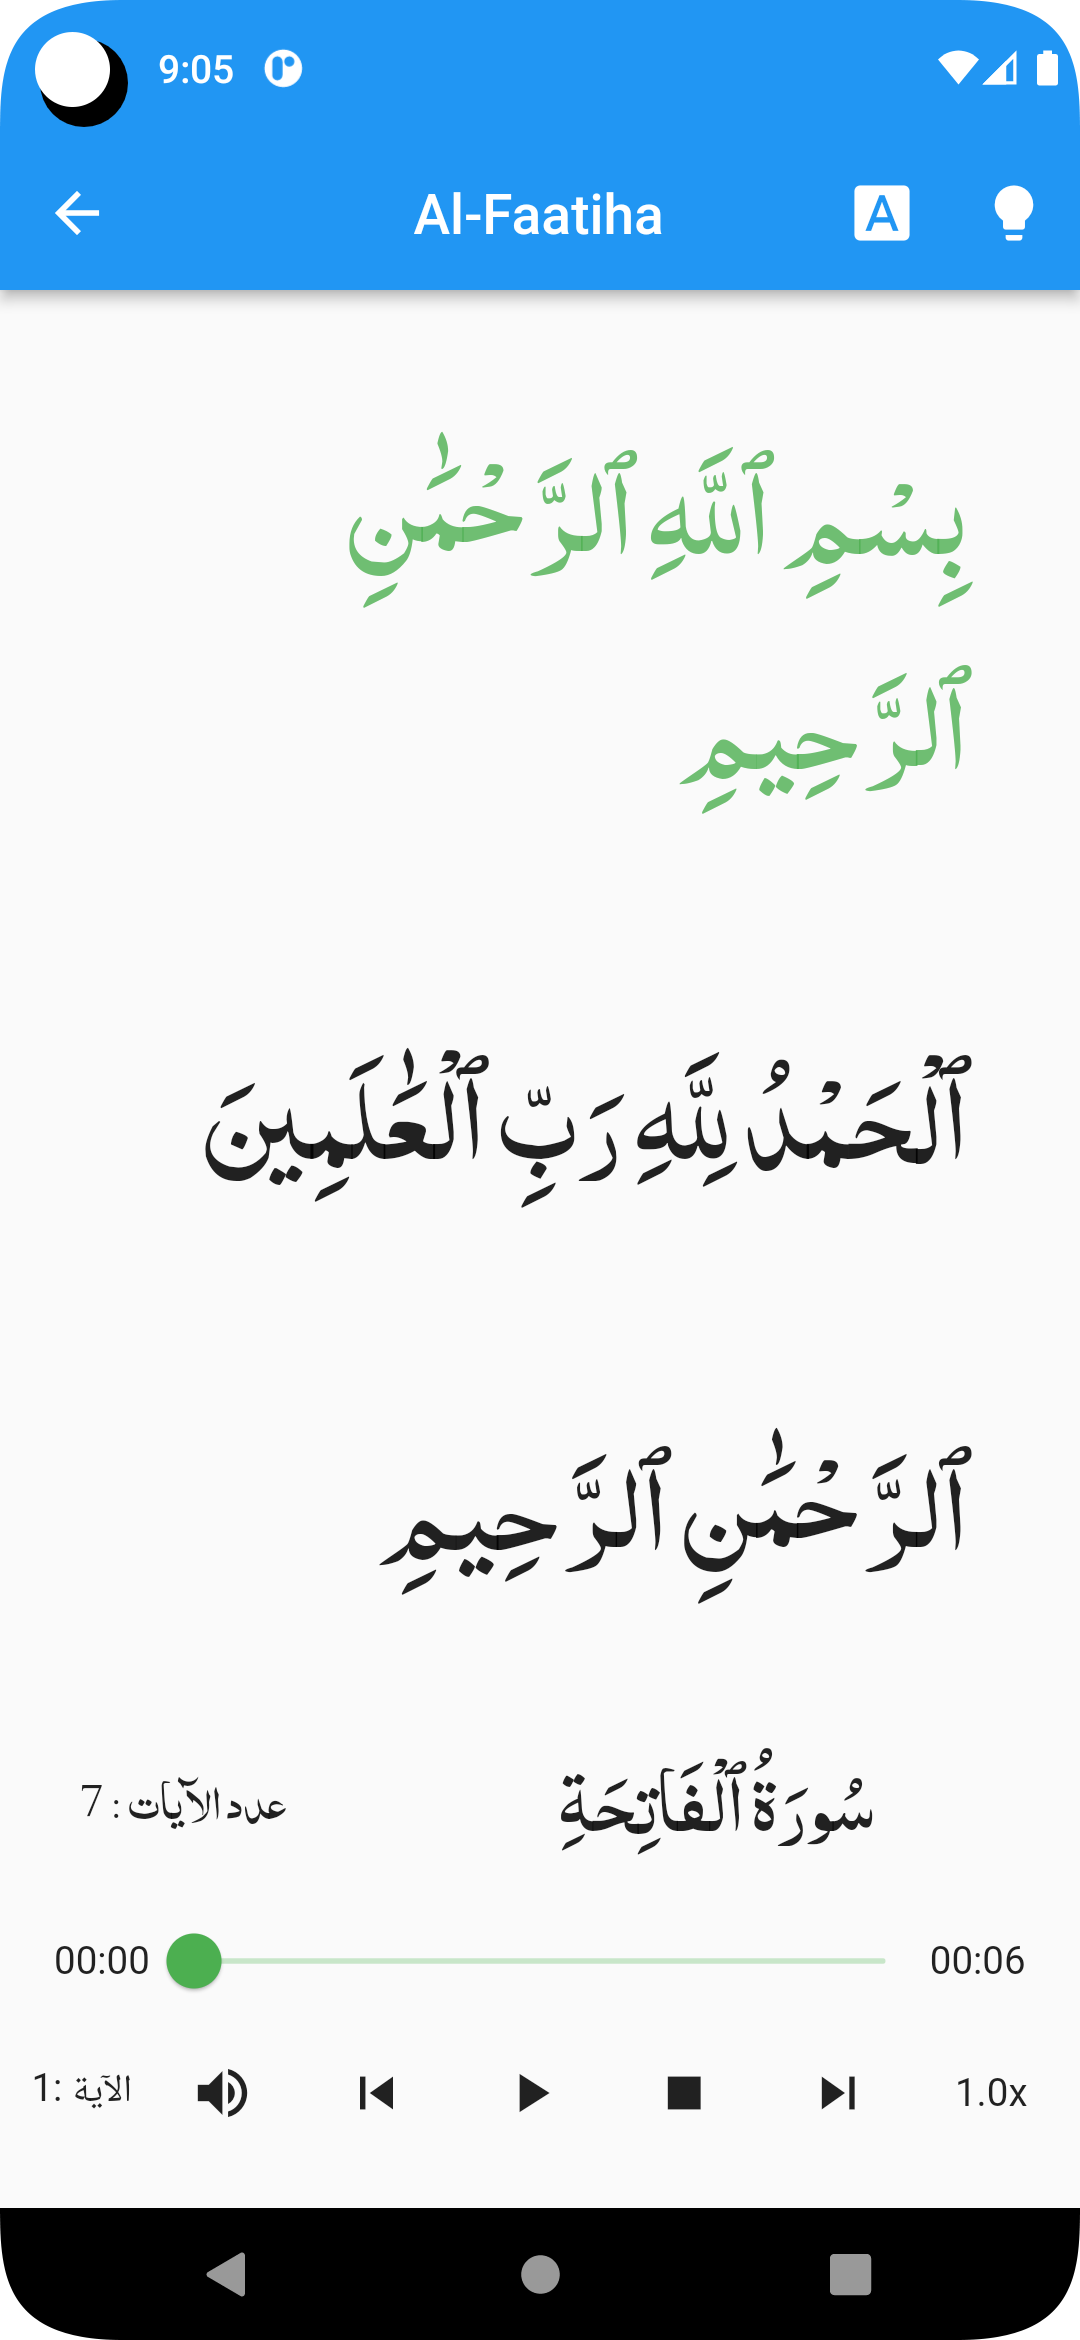 9:05
Al-Faatiha
A
بِسْمِ ٱللَّهِ ٱلرَّحْمَٰنِ
ٱلرَّحِيمِ
ٱلْحَمْدُ لِلَّهِ رَبِّ ٱلْعَٰلَمِينَ
ٱلرَّحْمَٰنِ ٱلرَّحِيمِ
سُورَةُ ٱلْفَاتِحَةِ
عدد الآيات : 7
00:00 00:06
الآية :1
1.0x